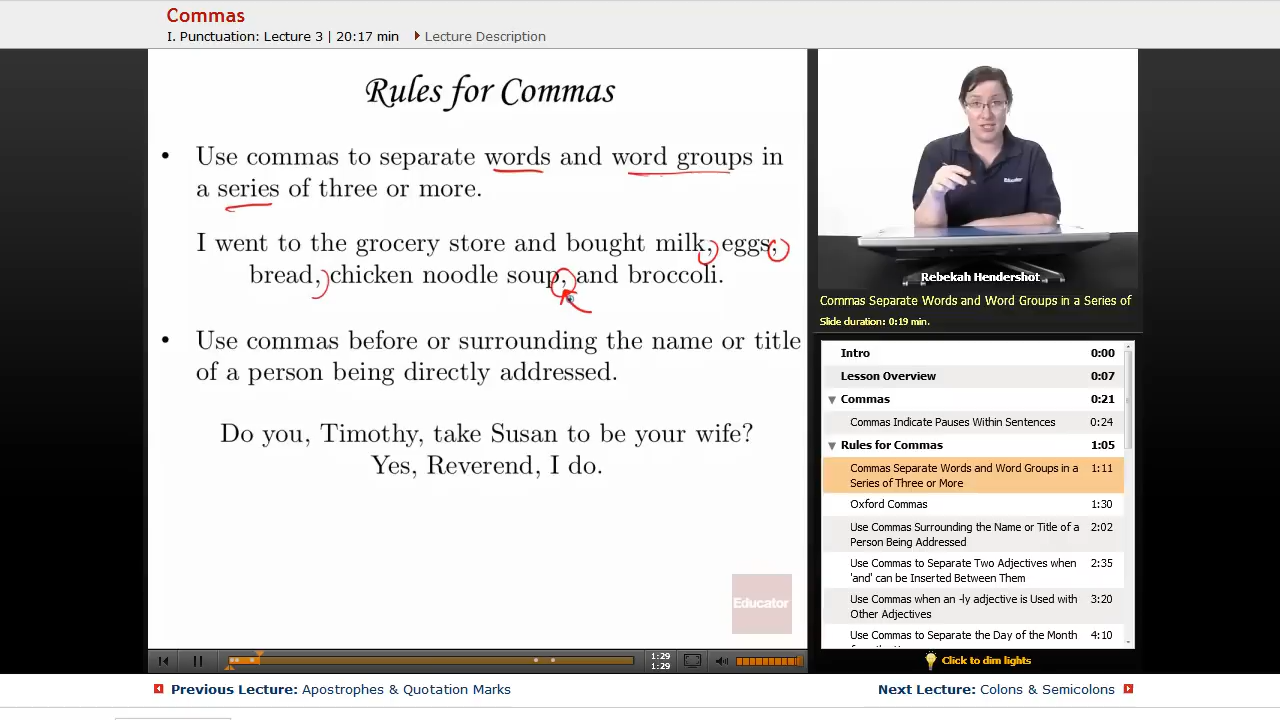 Commas
I. Punctuation: Lecture 3 | 20:17 min
Lecture Description
Rules for Commas
• Use commas to separate words and word groups in
a series of three or more.
I went to the grocery store and bought milk, eggs,
bread, chicken noodle soup, and broccoli.
• Use commas before or surrounding the name or title
of a person being directly addressed.
Do you, Timothy, take Susan to be your wife?
Yes, Reverend, I do.
Educator
Educator
Rebekah Hendershot
Commas Separate Words and Word Groups in a Series of
Slide duration: 0:19 min.
Intro 0:00
Lesson Overview 0:07
Commas 0:21
Commas Indicate Pauses Within Sentences 0:24
Rules for Commas 1:05
Commas Separate Words and Word Groups in a 1:11
Series of Three or More
Oxford Commas 1:30
Use Commas Surrounding the Name or Title of a 2:02
Person Being Addressed
Use Commas to Separate Two Adjectives when 2:35
'and' can be Inserted Between Them
Use Commas when an -ly adjective is Used with 3:20
Other Adjectives
Use Commas to Separate the Day of the Month 4:10
1:29
1:29
Click to dim lights
Previous Lecture: Apostrophes & Quotation Marks
Next Lecture: Colons & Semicolons